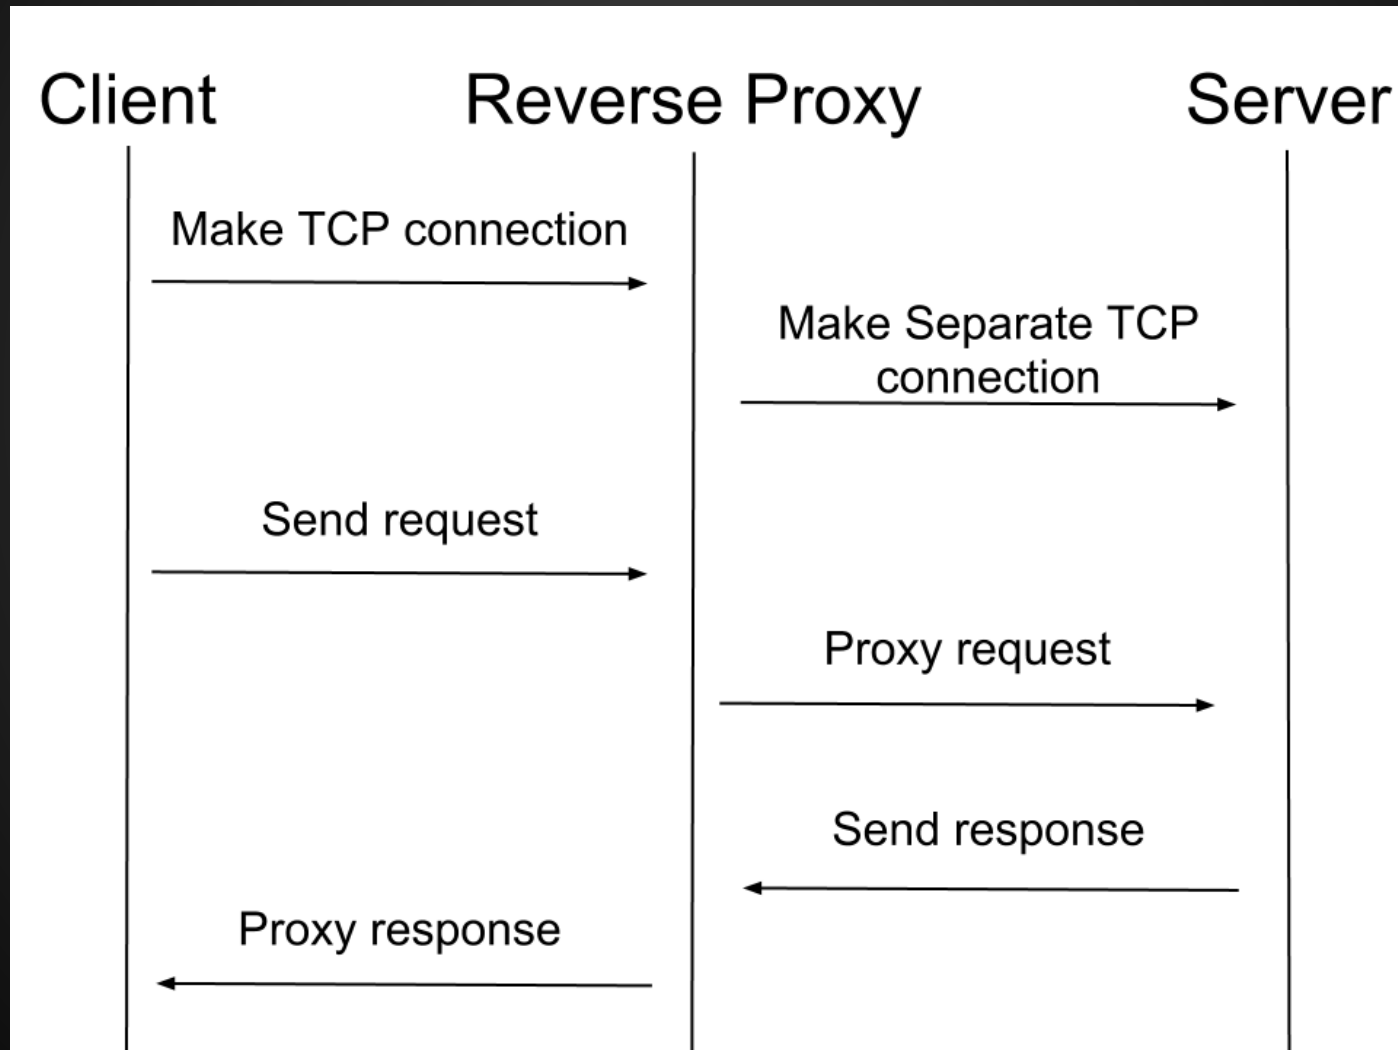 Client Reverse Proxy Server
Make TCP connection
Make Separate TCP
connection
Send request
Proxy request
Send response
Proxy response